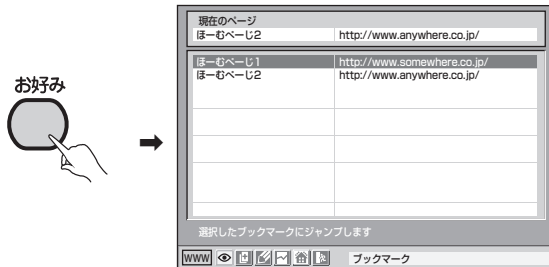 お好み
現在のページ
ほーむぺーじ2 http://www.anywhere.co.jp/
ほーむぺーじ1 http://www.somewhere.co.jp/
ほーむぺーじ2 http://www.anywhere.co.jp/
選択したブックマークにジャンプします
WWW ブックマーク